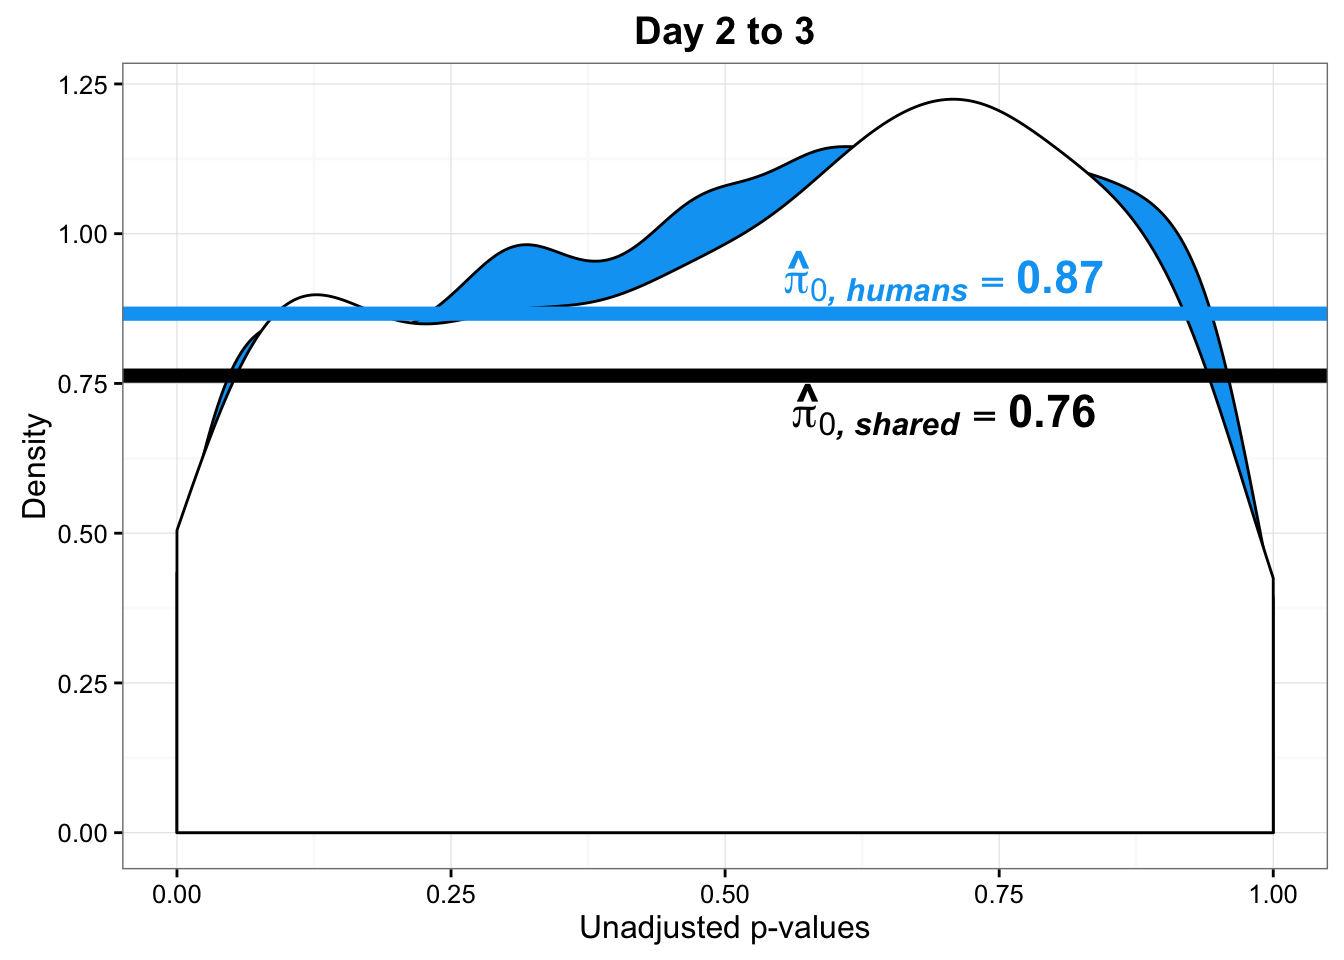 Day 2 to 3
1.25
1.00
0.75
0.50
0.25
0.00
Density
π̂0, humans = 0.87
π̂0, shared = 0.76
0.00 0.25 0.50 0.75 1.00
Unadjusted p-values